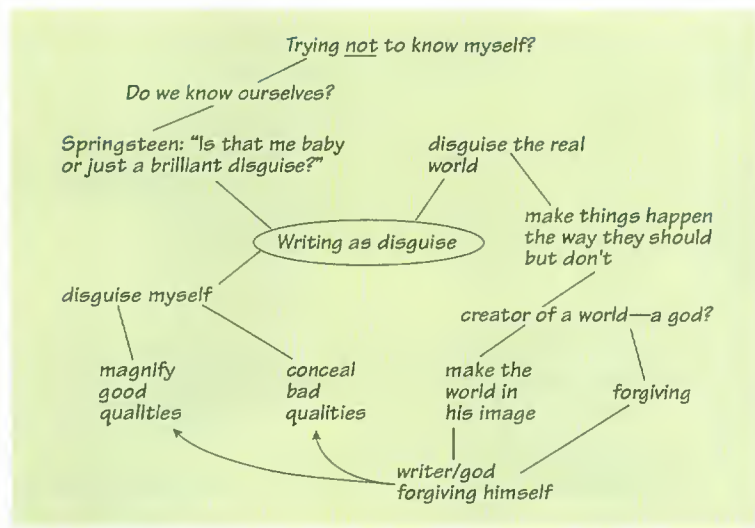 Trying not to know myself?
Do we know ourselves?
Springsteen: "Is that me baby
or just a brilliant disguise?"
disguise the real
world
make things happen
the way they should
but don't
Writing as disguise
disguise myself
creator of a world—a god?
magnify
good
qualities
conceal
bad
qualities
make the
world in
his image
forgiving
writer/god
forgiving himself